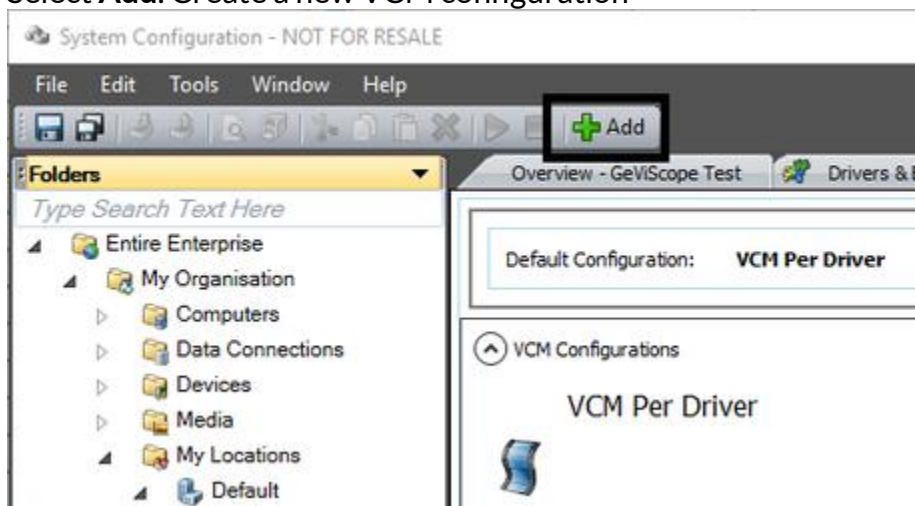 Select Add. Create a new VCM configuration
System Configuration - NOT FOR RESALE
File Edit Tools Window Help
Add
Folders
Overview - GeViScope Test
Drivers &
Type Search Text Here
Entire Enterprise
My Organisation
Computers
Data Connections
Devices
Media
My Locations
Default
Default Configuration: VCM Per Driver
VCM Configurations
VCM Per Driver